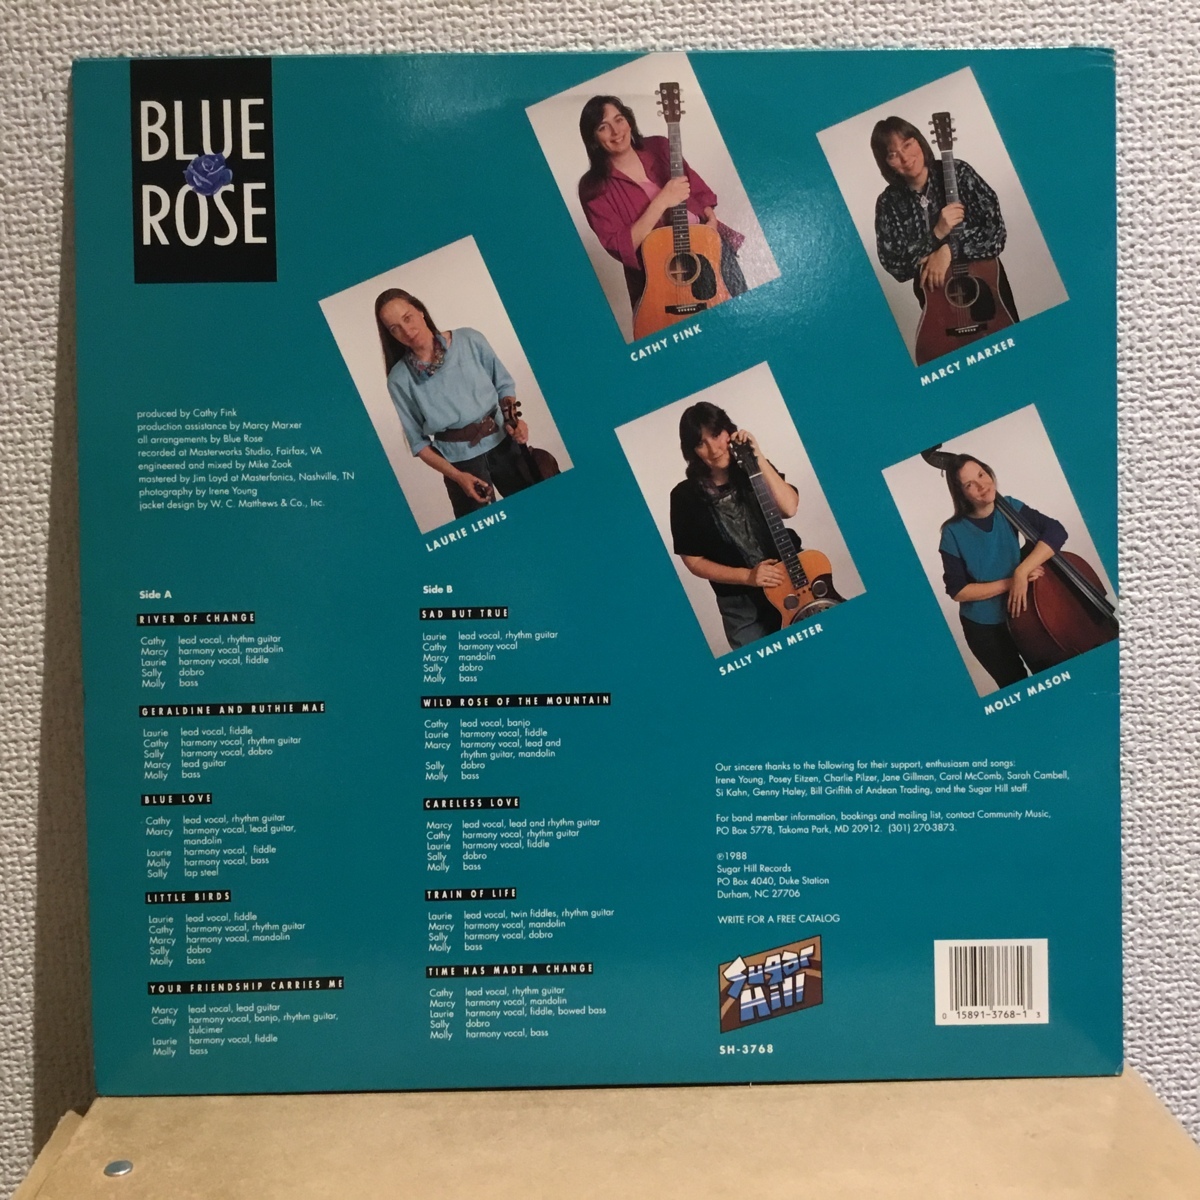 BLUE
ROSE
CATHY FINK
MARCY MARXER
LAURIE LEWIS
SALLY VAN METER
MOLLY MASON
produced by Cathy Fink
production assistance by Marcy Marxer
all arrangements by Blue Rose
recorded at Masterworks Studio, Fairfax, VA
engineered and mixed by Mike Zook
mastered by Jim Loyd at Masterfonics, Nashville, TN
photography by Irene Young
jacket design by W. C. Matthews & Co., Inc.
Side A
RIVER OF CHANGE
Cathy lead vocal, rhythm guitar
Marcy harmony vocal, mandolin
Laurie harmony vocal, fiddle
Sally dobro
Molly bass
GERALDINE AND RUTHIE MAE
Laurie lead vocal, fiddle
Cathy harmony vocal, rhythm guitar
Sally harmony vocal, dobro
Marcy lead guitar
Molly bass
BLUE LOVE
Cathy lead vocal, rhythm guitar
Marcy harmony vocal, lead guitar,
mandolin
Laurie harmony vocal, fiddle
Molly harmony vocal, bass
Sally lap steel
LITTLE BIRDS
Laurie lead vocal, fiddle
Cathy harmony vocal, rhythm guitar
Marcy harmony vocal, mandolin
Sally dobro
Molly bass
YOUR FRIENDSHIP CARRIES ME
Marcy lead vocal, lead guitar
Cathy harmony vocal, banjo, rhythm guitar,
dulcimer
Laurie harmony vocal, fiddle
Molly bass
Side B
SAD BUT TRUE
Laurie lead vocal, rhythm guitar
Cathy harmony vocal
Marcy mandolin
Sally dobro
Molly bass
WILD ROSE OF THE MOUNTAIN
Cathy lead vocal, banjo
Laurie harmony vocal, fiddle
Marcy harmony vocal, lead and
rhythm guitar, mandolin
Sally dobro
Molly bass
CARELESS LOVE
Marcy lead vocal, lead and rhythm guitar
Cathy harmony vocal, rhythm guitar
Laurie harmony vocal, fiddle
Sally dobro
Molly bass
TRAIN OF LIFE
Laurie lead vocal, twin fiddles, rhythm guitar
Marcy harmony vocal, mandolin
Sally harmony vocal, dobro
Molly bass
TIME HAS MADE A CHANGE
Cathy lead vocal, rhythm guitar
Marcy harmony vocal, mandolin
Laurie harmony vocal, fiddle, bowed bass
Sally dobro
Molly harmony vocal, bass
Our sincere thanks to the following for their support, enthusiasm and songs:
Irene Young, Posey Eitzen, Charlie Pilzer, Jane Gillman, Carol McComb, Sarah Cambell,
Si Kahn, Genny Haley, Bill Griffith of Andean Trading, and the Sugar Hill staff.
For band member information, bookings and mailing list, contact Community Music,
PO Box 5778, Takoma Park, MD 20912. (301) 270-3873.
℗1988
Sugar Hill Records
PO Box 4040, Duke Station
Durham, NC 27706
WRITE FOR A FREE CATALOG
Sugar
Hill
SH-3768
0 15891-3768-1 3